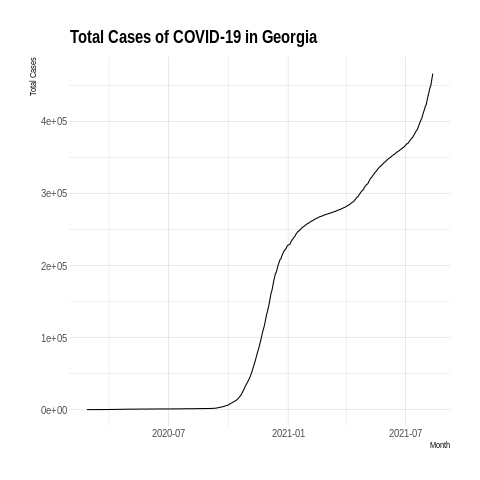 Total Cases of COVID-19 in Georgia
Total Cases
4e+05
3e+05
2e+05
1e+05
0e+00
2020-07
2021-01
2021-07
Month